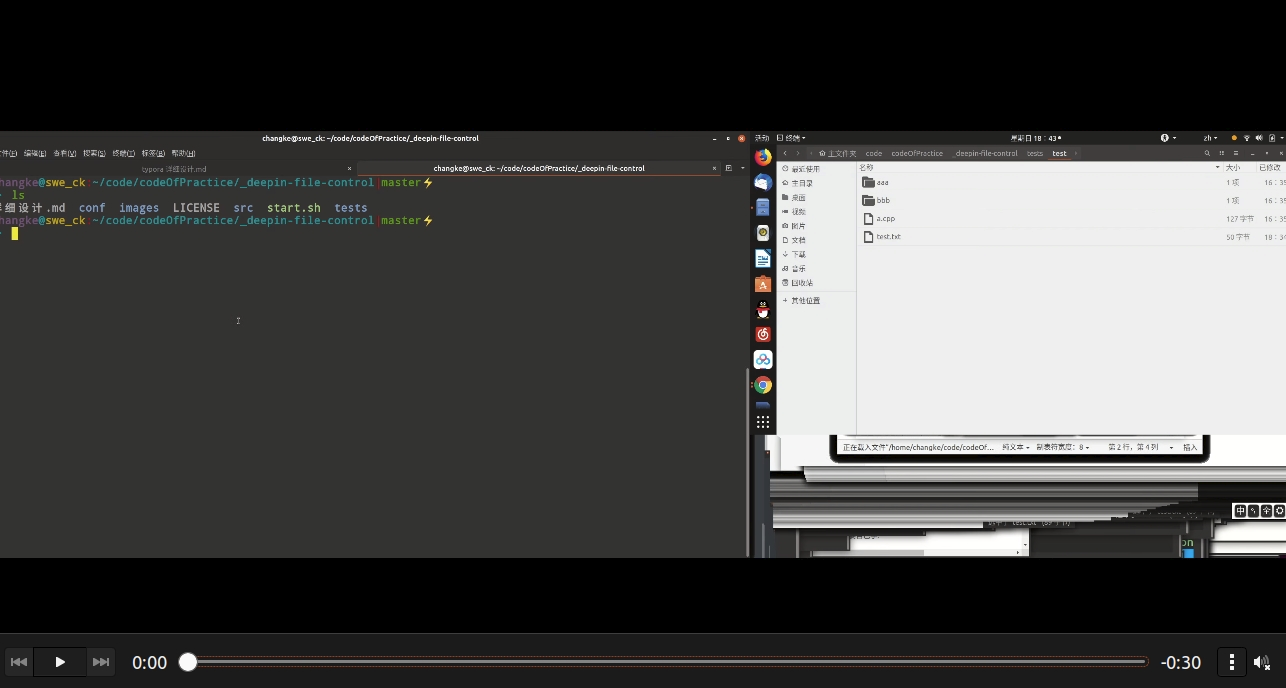 changke@swe_ck: ~/code/codeOfPractice/_deepin-file-control
件(F) 编辑(E) 查看(V) 搜索(S) 终端(T) 标签(B) 帮助(H)
typora 详细设计.md
changke@swe_ck: ~/code/codeOfPractice/_deepin-file-control
hangke@swe_ck ~/code/codeOfPractice/_deepin-file-control master⚡
ls
详细设计.md conf images LICENSE src start.sh tests
hangke@swe_ck ~/code/codeOfPractice/_deepin-file-control master⚡
活动 终端 星期日 18：43 zh
主文件夹 code codeOfPractice _deepin-file-control tests test
最近使用
主目录
桌面
视频
图片
文档
下载
音乐
回收站
+ 其他位置
名称 大小 已修改
aaa 1 项 16：35
bbb 1 项 16：35
a.cpp 127 字节 16：35
test.txt 50 字节 18：34
正在载入文件“/home/changke/code/codeOf… 纯文本 制表符宽度：8 第 2 行，第 4 列 插入
中
on
0:00 -0:30